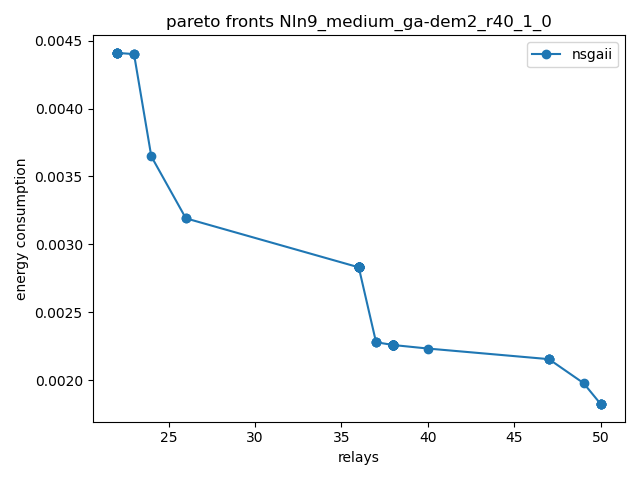 pareto fronts NIn9_medium_ga-dem2_r40_1_0
nsgaii
energy consumption
0.0045
0.0040
0.0035
0.0030
0.0025
0.0020
25 30 35 40 45 50
relays